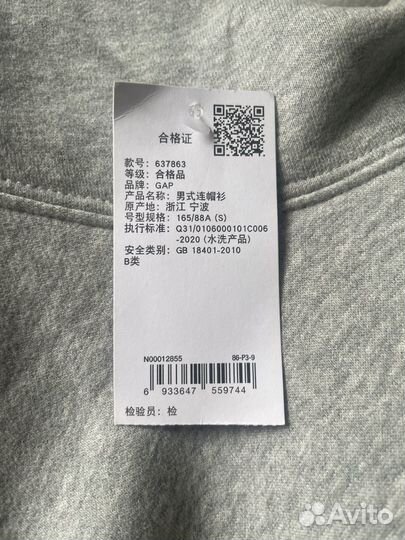 合格证
款号: 637863
等级: 合格品
品牌: GAP
产品名称: 男式连帽衫
原产地: 浙江 宁波
号型规格: 165/88A (S)
执行标准: Q31/0106000101C006
-2020 (水洗产品)
安全类别: GB 18401-2010
B类
N00012855 86-P3-9
6 933647 559744
检验员: 检
Avito